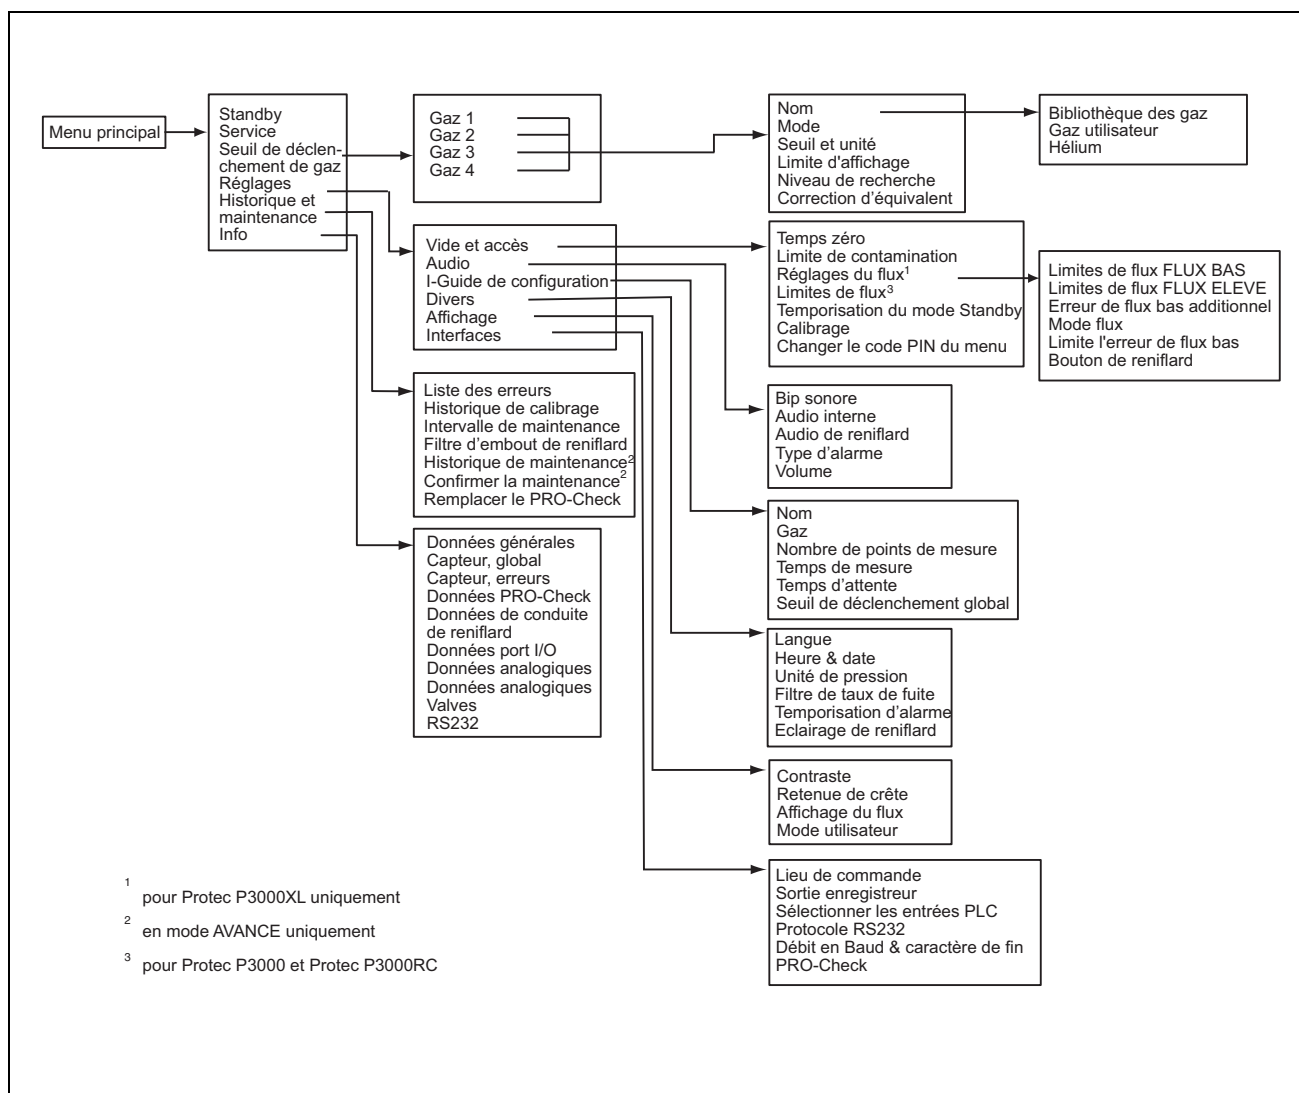 Menu principal
Standby
Service
Seuil de déclen-
chement de gaz
Réglages
Historique et
maintenance
Info
Gaz 1
Gaz 2
Gaz 3
Gaz 4
Nom
Mode
Seuil et unité
Limite d'affichage
Niveau de recherche
Correction d'équivalent
Bibliothèque des gaz
Gaz utilisateur
Hélium
Vide et accès
Audio
I-Guide de configuration
Divers
Affichage
Interfaces
Temps zéro
Limite de contamination
Réglages du flux¹
Limites de flux³
Temporisation du mode Standby
Calibrage
Changer le code PIN du menu
Limites de flux FLUX BAS
Limites de flux FLUX ELEVE
Erreur de flux bas additionnel
Mode flux
Limite l'erreur de flux bas
Bouton de reniflard
Liste des erreurs
Historique de calibrage
Intervalle de maintenance
Filtre d'embout de reniflard
Historique de maintenance²
Confirmer la maintenance²
Remplacer le PRO-Check
Bip sonore
Audio interne
Audio de reniflard
Type d'alarme
Volume
Nom
Gaz
Nombre de points de mesure
Temps de mesure
Temps d'attente
Seuil de déclenchement global
Données générales
Capteur, global
Capteur, erreurs
Données PRO-Check
Données de conduite
de reniflard
Données port I/O
Données analogiques
Données analogiques
Valves
RS232
Langue
Heure & date
Unité de pression
Filtre de taux de fuite
Temporisation d'alarme
Eclairage de reniflard
Contraste
Retenue de crête
Affichage du flux
Mode utilisateur
Lieu de commande
Sortie enregistreur
Sélectionner les entrées PLC
Protocole RS232
Débit en Baud & caractère de fin
PRO-Check
¹ pour Protec P3000XL uniquement
² en mode AVANCE uniquement
³ pour Protec P3000 et Protec P3000RC